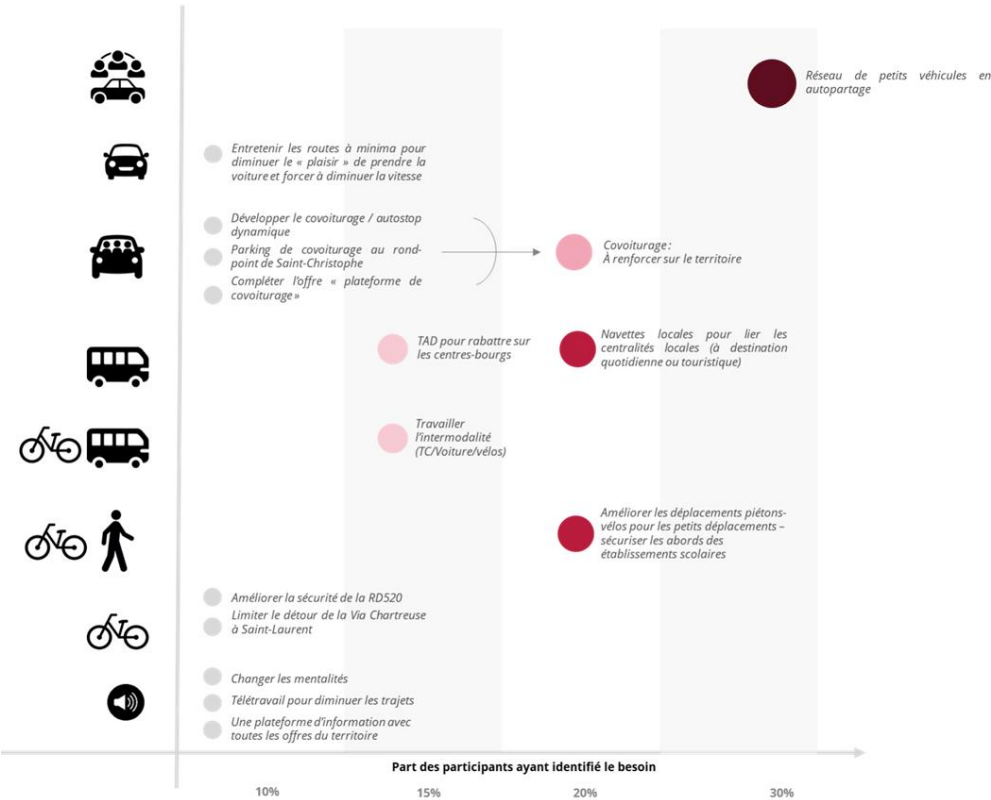 Réseau de petits véhicules en
autopartage
Entretenir les routes à minima pour
diminuer le « plaisir » de prendre la
voiture et forcer à diminuer la vitesse
Développer le covoiturage / autostop
dynamique
Parking de covoiturage au rond-
point de Saint-Christophe
Compléter l'offre « plateforme de
covoiturage »
Covoiturage :
À renforcer sur le territoire
TAD pour rabattre sur
les centres-bourgs
Navettes locales pour lier les
centralités locales (à destination
quotidienne ou touristique)
Travailler
l'intermodalité
(TC/Voiture/vélos)
Améliorer les déplacements piétons-
vélos pour les petits déplacements –
sécuriser les abords des
établissements scolaires
Améliorer la sécurité de la RD520
Limiter le détour de la Via Chartreuse
à Saint-Laurent
Changer les mentalités
Télétravail pour diminuer les trajets
Une plateforme d'information avec
toutes les offres du territoire
Part des participants ayant identifié le besoin
10%
15%
20%
30%